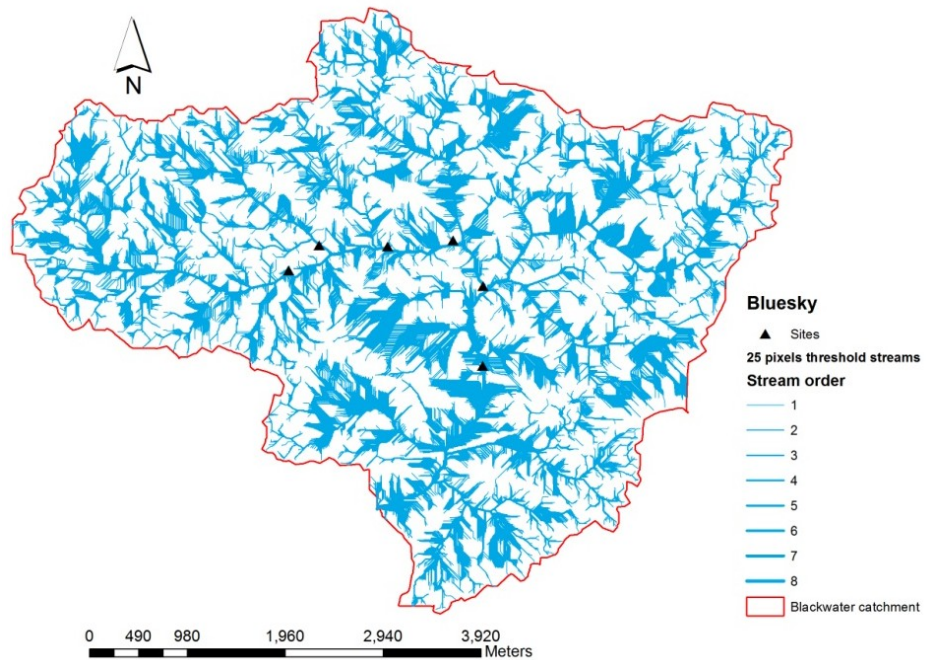 N
Bluesky
Sites
25 pixels threshold streams
Stream order
1
2
3
4
5
6
7
8
Blackwater catchment
0 490 980 1,960 2,940 3,920
Meters